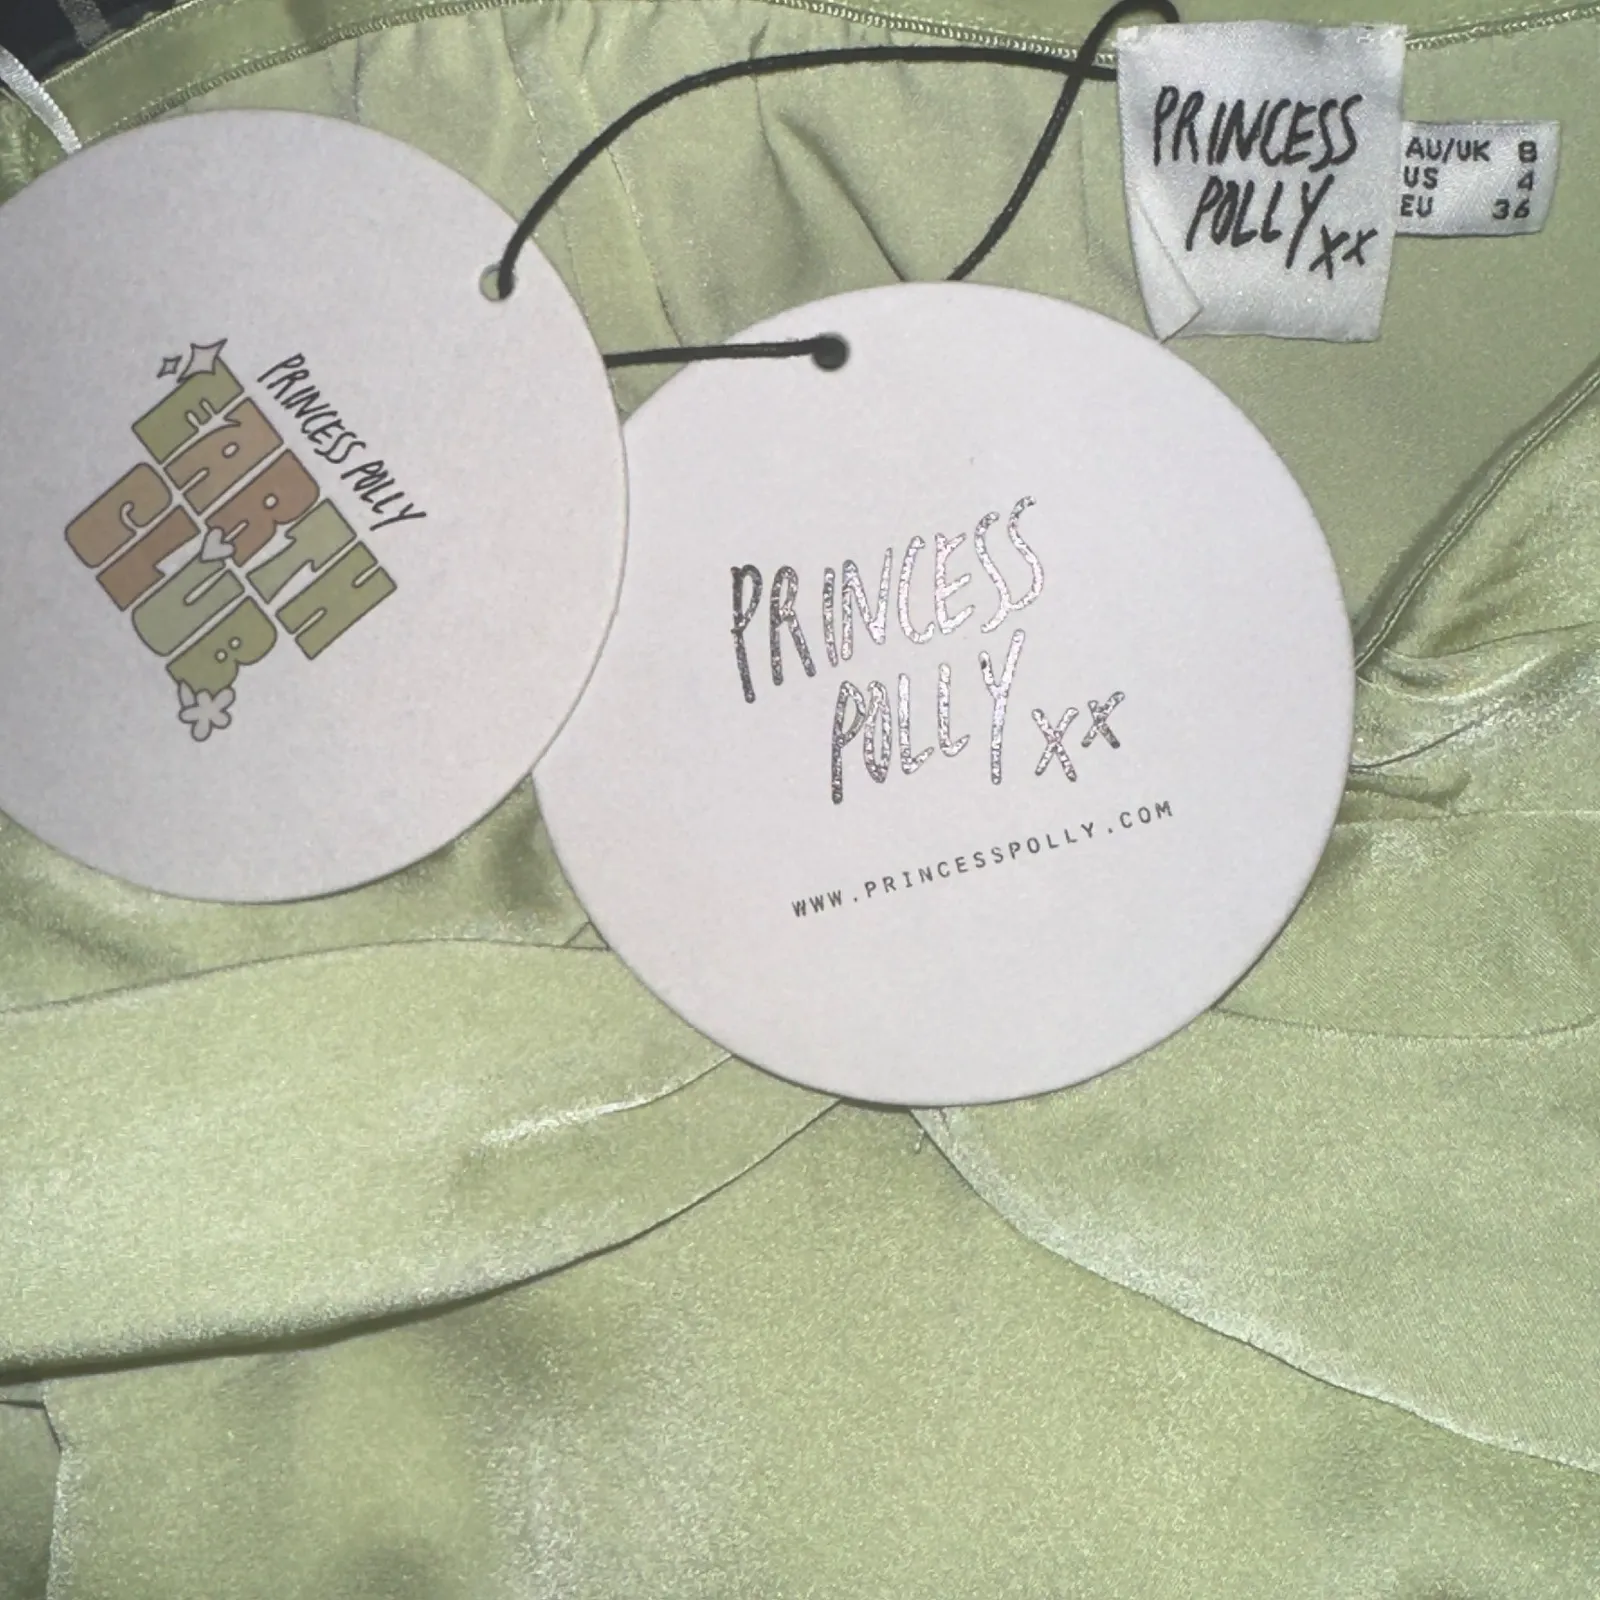 PRINCESS
POLLY xx
AU/UK 8
US 4
EU 36
PRINCESS POLLY
EARTH
CLUB
PRINCESS
POLLY xx
WWW.PRINCESSPOLLY.COM